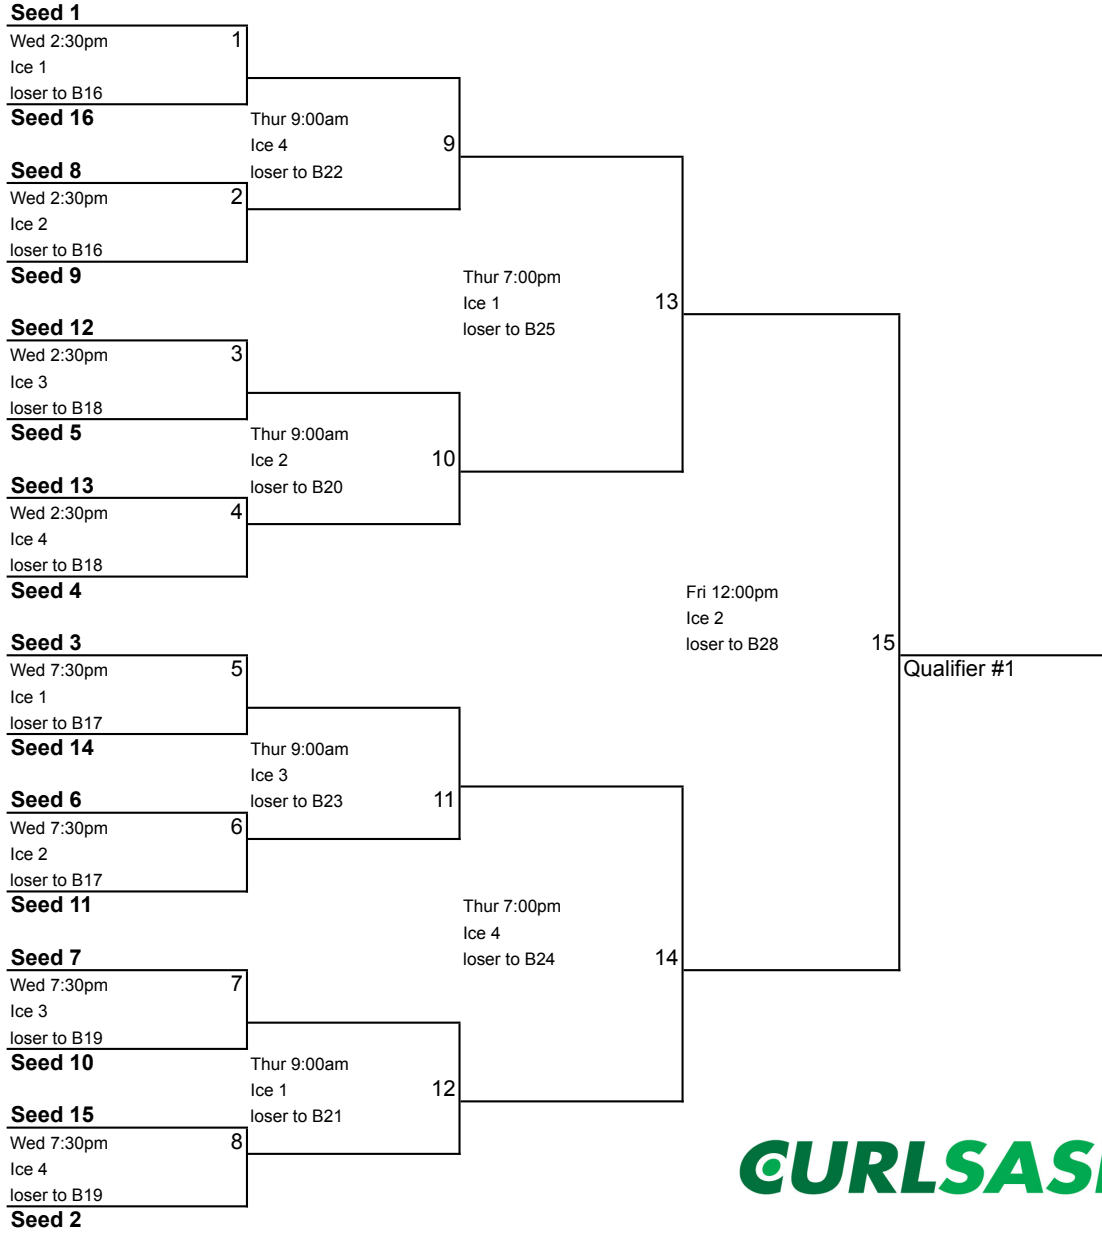 Seed 1
Wed 2:30pm 1
Ice 1
loser to B16
Seed 16
Thur 9:00am
Ice 4 9
loser to B22
Seed 8
Wed 2:30pm 2
Ice 2
loser to B16
Seed 9
Thur 7:00pm
Ice 1 13
loser to B25
Seed 12
Wed 2:30pm 3
Ice 3
loser to B18
Seed 5
Thur 9:00am
Ice 2 10
loser to B20
Seed 13
Wed 2:30pm 4
Ice 4
loser to B18
Seed 4
Fri 12:00pm
Ice 2
loser to B28 15
Qualifier #1
Seed 3
Wed 7:30pm 5
Ice 1
loser to B17
Seed 14
Thur 9:00am
Ice 3
loser to B23 11
Seed 6
Wed 7:30pm 6
Ice 2
loser to B17
Seed 11
Thur 7:00pm
Ice 4
loser to B24 14
Seed 7
Wed 7:30pm 7
Ice 3
loser to B19
Seed 10
Thur 9:00am
Ice 1 12
loser to B21
Seed 15
Wed 7:30pm 8
Ice 4
loser to B19
Seed 2
CURLSAS